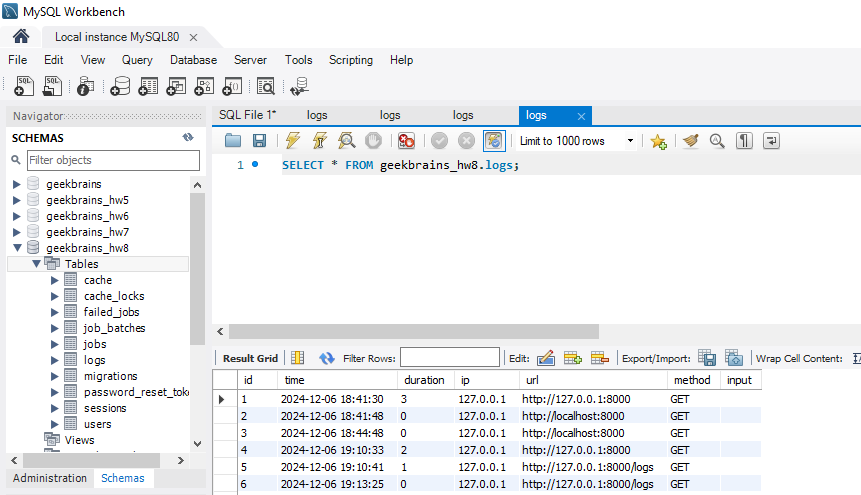 MySQL Workbench
Local instance MySQL80
File Edit View Query Database Server Tools Scripting Help
Navigator
SCHEMAS
Filter objects
geekbrains
geekbrains_hw5
geekbrains_hw6
geekbrains_hw7
geekbrains_hw8
Tables
cache
cache_locks
failed_jobs
job_batches
jobs
logs
migrations
password_reset_toke
sessions
users
Views
Administration Schemas
SQL File 1* logs logs logs logs
Limit to 1000 rows
1 SELECT * FROM geekbrains_hw8.logs;
Result Grid Filter Rows: Edit: Export/Import: Wrap Cell Content:
id time duration ip url method input
1 2024-12-06 18:41:30 3 127.0.0.1 http://127.0.0.1:8000 GET
2 2024-12-06 18:41:48 0 127.0.0.1 http://localhost:8000 GET
3 2024-12-06 18:44:48 0 127.0.0.1 http://localhost:8000 GET
4 2024-12-06 19:10:33 2 127.0.0.1 http://127.0.0.1:8000 GET
5 2024-12-06 19:10:41 1 127.0.0.1 http://127.0.0.1:8000/logs GET
6 2024-12-06 19:13:25 0 127.0.0.1 http://127.0.0.1:8000/logs GET